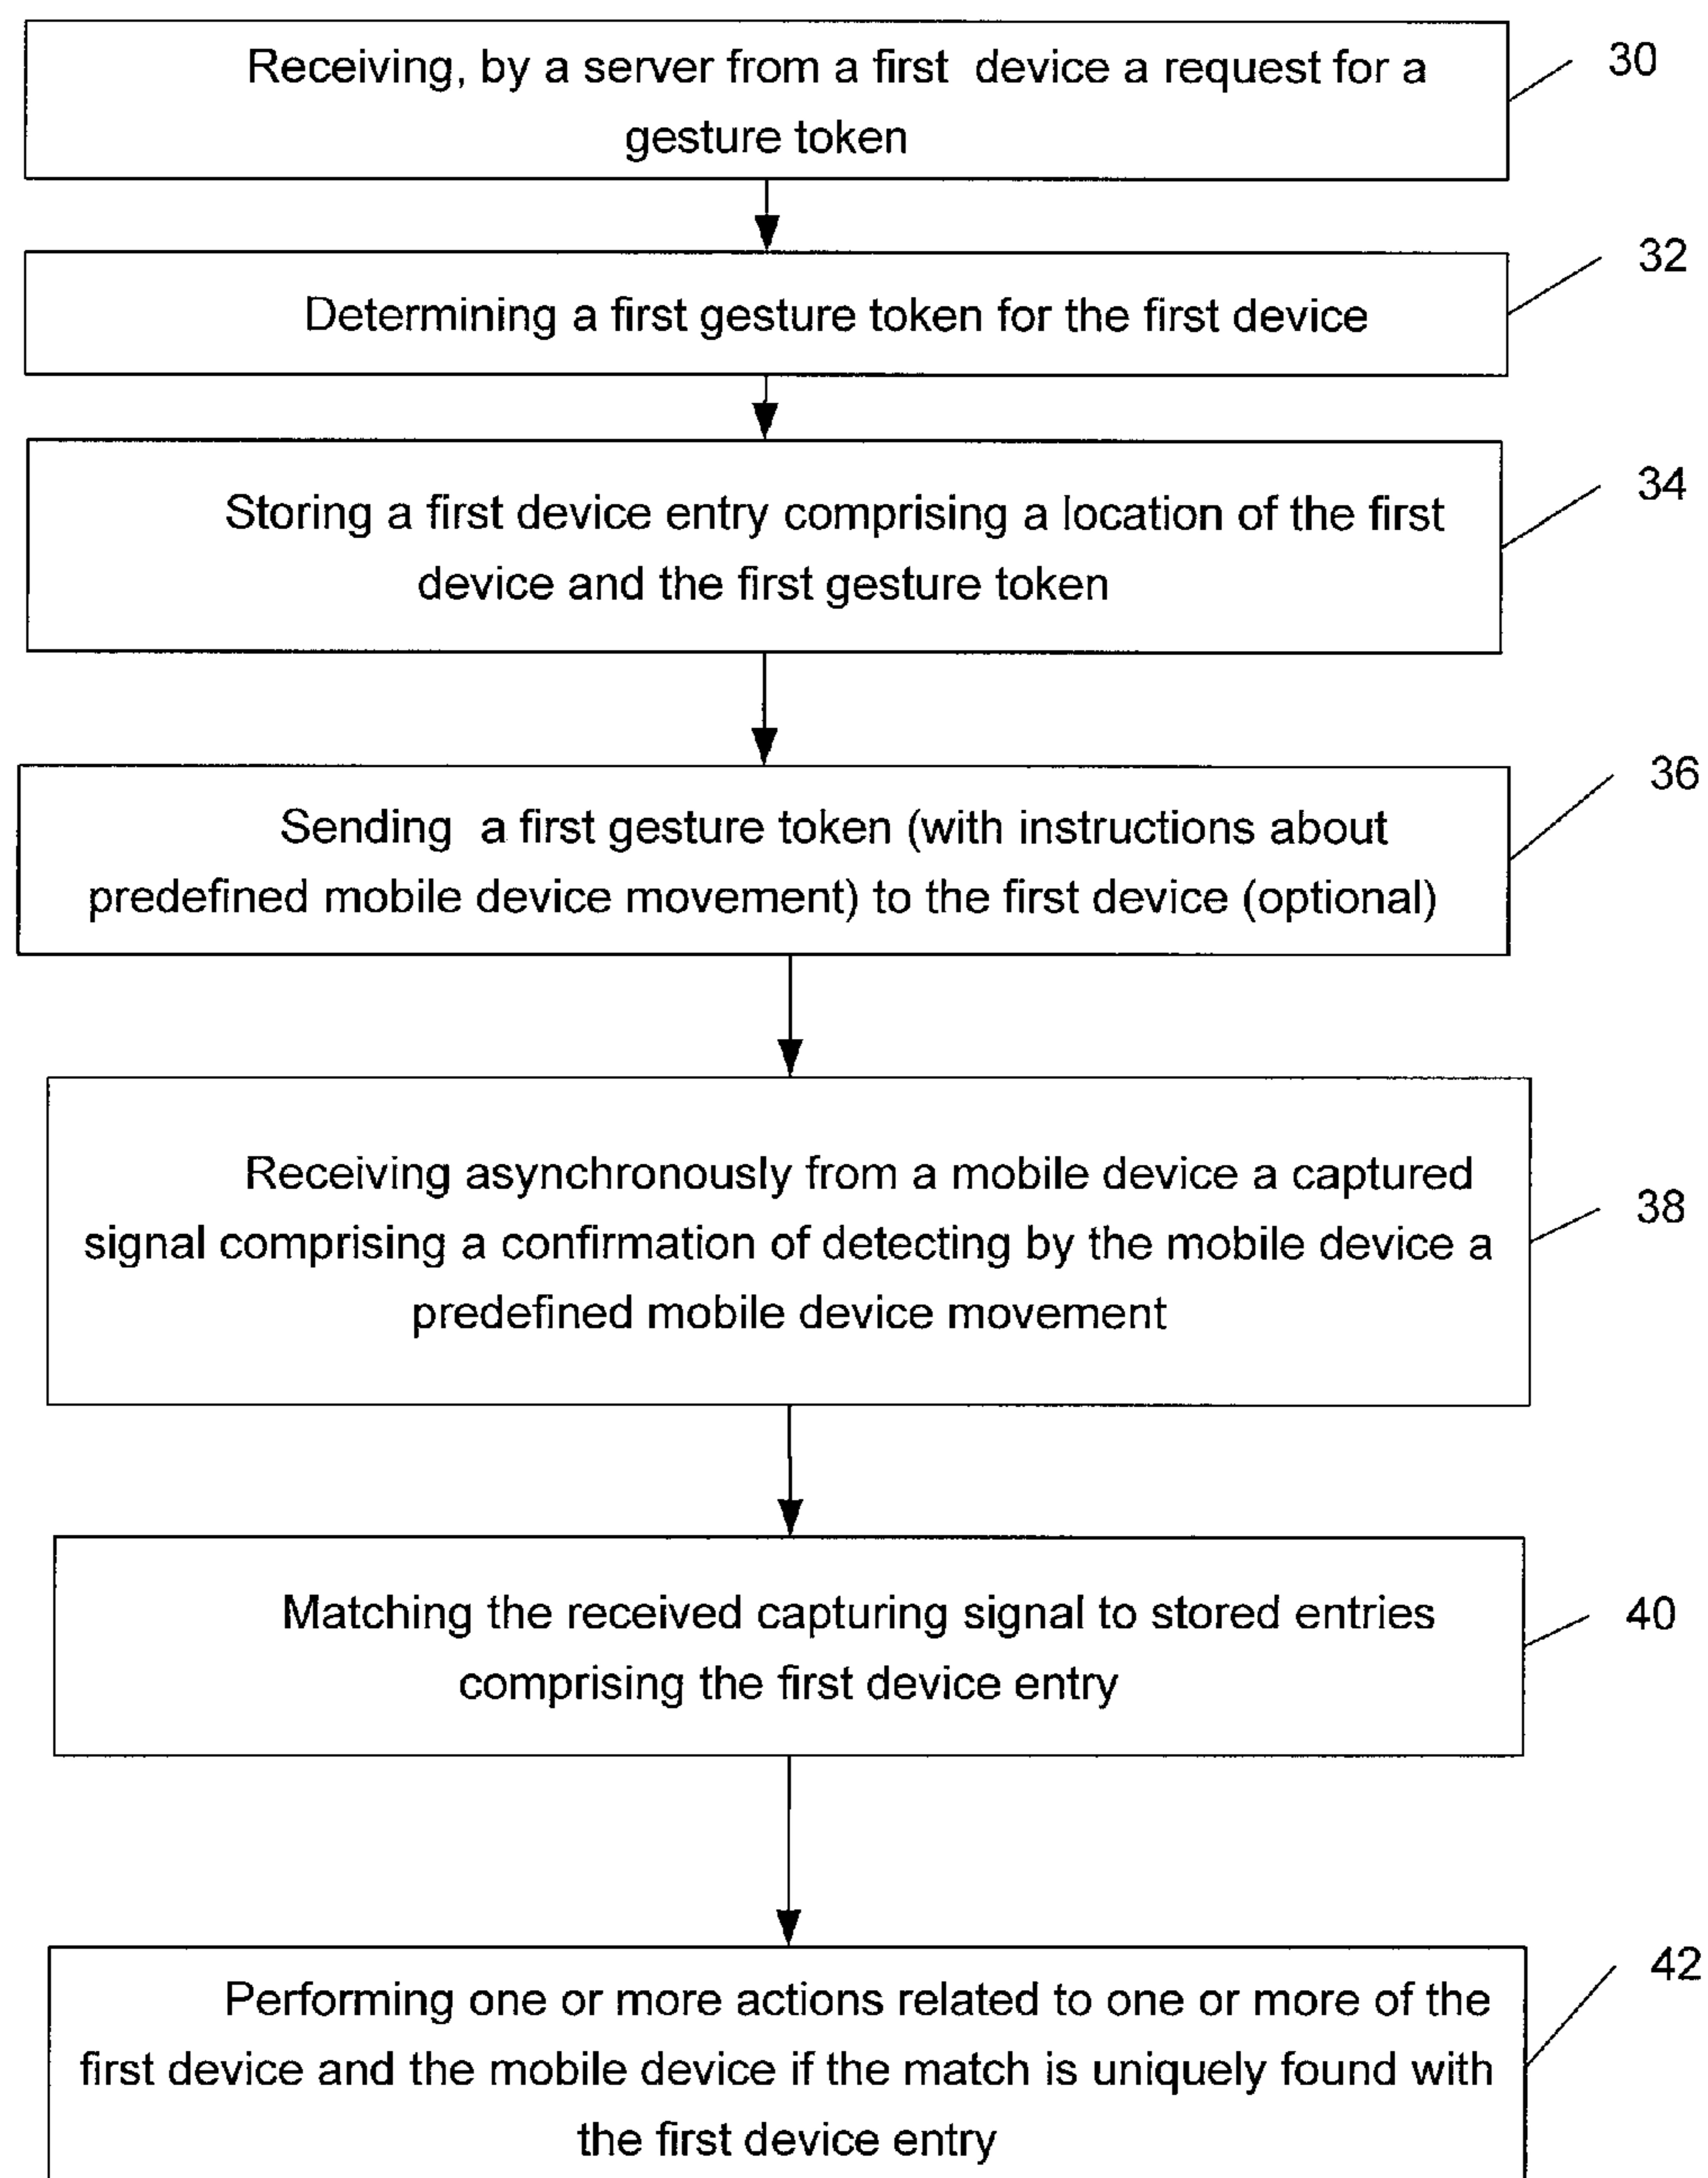 Receiving, by a server from a first device a request for a
gesture token
30
Determining a first gesture token for the first device
32
Storing a first device entry comprising a location of the first
device and the first gesture token
34
Sending a first gesture token (with instructions about
predefined mobile device movement) to the first device (optional)
36
Receiving asynchronously from a mobile device a captured
signal comprising a confirmation of detecting by the mobile device a
predefined mobile device movement
38
Matching the received capturing signal to stored entries
comprising the first device entry
40
Performing one or more actions related to one or more of the
first device and the mobile device if the match is uniquely found with
the first device entry
42